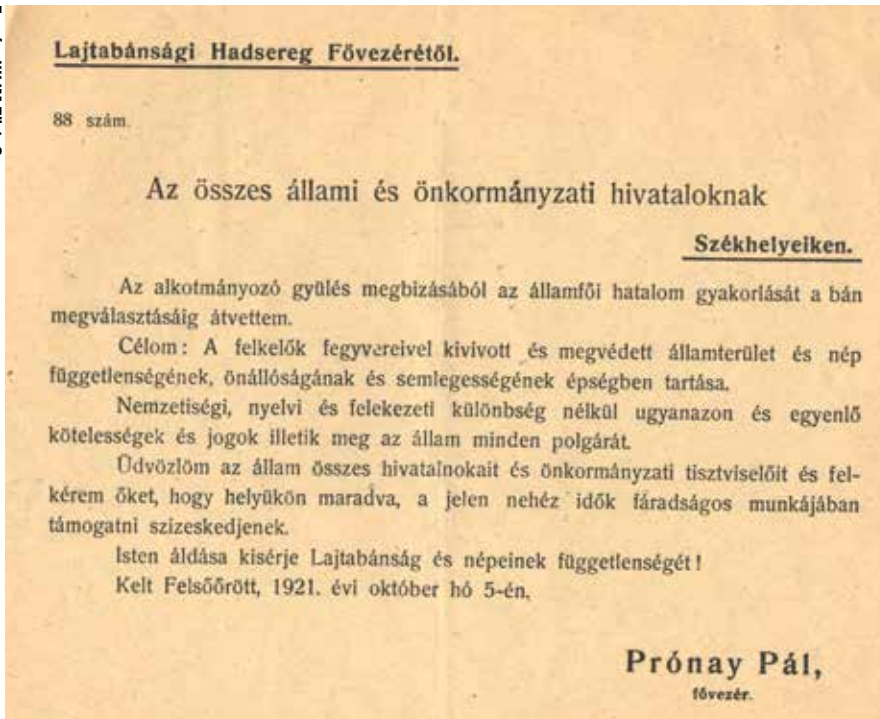 Lajtabánsági Hadsereg Fővezérétől.
88 szám.
Az összes állami és önkormányzati hivataloknak
Székhelyeiken.
Az alkotmányozó gyülés megbizásából az államfői hatalom gyakorlását a bán
megválasztásáig átvettem.
Célom: A felkelők fegyvereivel kivivott és megvédett államterület és nép
függetlenségének, önállóságának és semlegességének épségben tartása.
Nemzetiségi, nyelvi és felekezeti különbség nélkül ugyanazon és egyenlő
kötelességek és jogok illetik meg az állam minden polgárát.
Üdvözlöm az állam összes hivatalnokait és önkormányzati tisztviselőit és fel-
kérem őket, hogy helyükön maradva, a jelen nehéz idők fáradságos munkájában
támogatni szizeskedjenek.
Isten áldása kisérje Lajtabánság és népeinek függetlenségét!
Kelt Felsőőrött, 1921. évi október hó 5-én.
Prónay Pál,
fővezér.